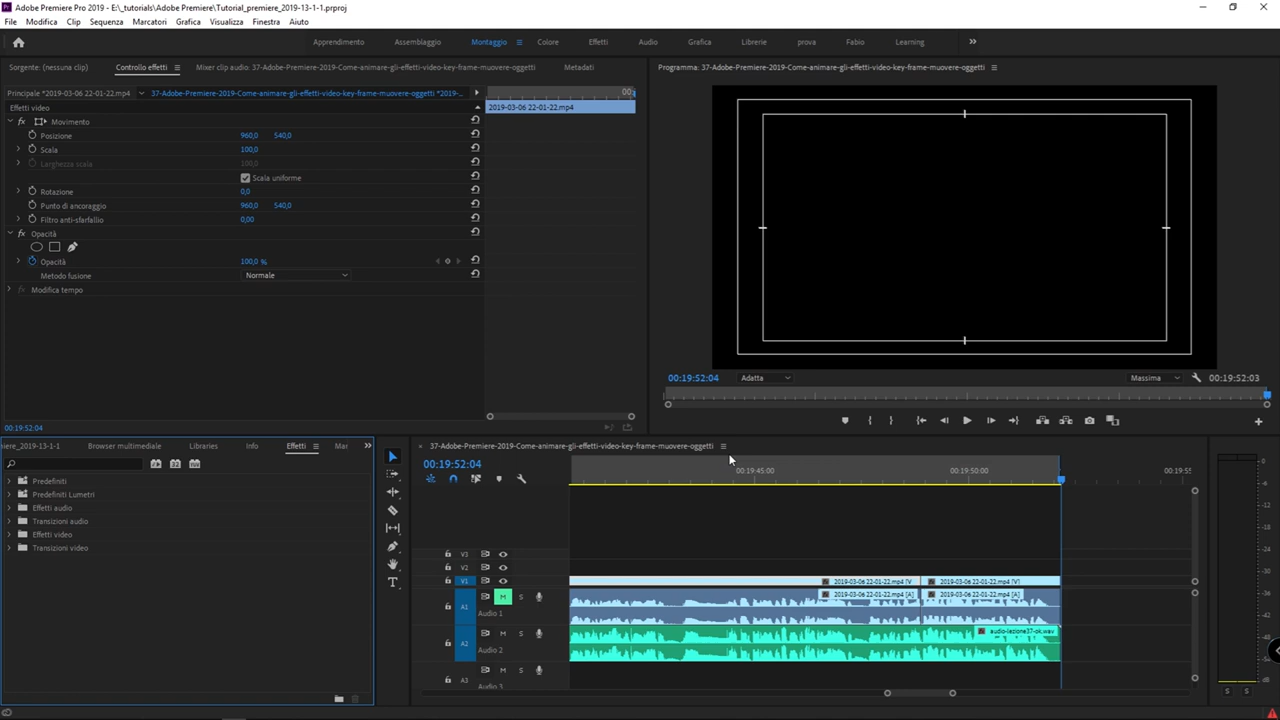 Adobe Premiere Pro 2019 - E:\_tutorials\Adobe Premiere\Tutorial_premiere_2019-13-1-1.prproj
File Modifica Clip Sequenza Marcatori Grafica Visualizza Finestra Aiuto
Apprendimento Assemblaggio Montaggio Colore Effetti Audio Grafica Librerie prova Fabio Learning
Sorgente: (nessuna clip) Controllo effetti Mixer clip audio: 37-Adobe-Premiere-2019-Come-animare-gli-effetti-video-key-frame-muovere-oggetti Metadati
Programma: 37-Adobe-Premiere-2019-Come-animare-gli-effetti-video-key-frame-muovere-oggetti
Principale *2019-03-06 22-01-22.mp4 37-Adobe-Premiere-2019-Come-animare-gli-effetti-video-key-frame-muovere-oggetti *2019-...
00:
Effetti video
2019-03-06 22-01-22.mp4
fx Movimento
Posizione 960,0 540,0
Scala 100,0
Larghezza scala 100,0
Scala uniforme
Rotazione 0,0
Punto di ancoraggio 960,0 540,0
Filtro anti-sfarfallio 0,00
fx Opacità
Opacità 100,0 %
Metodo fusione Normale
fx Modifica tempo
00:19:52:04
00:19:52:04 Adatta Massima 00:19:52:03
iere_2019-13-1-1 Browser multimediale Libraries Info Effetti Mar
Predefiniti
Predefiniti Lumetri
Effetti audio
Transizioni audio
Effetti video
Transizioni video
37-Adobe-Premiere-2019-Come-animare-gli-effetti-video-key-frame-muovere-oggetti
00:19:52:04
00:19:45:00 00:19:50:00 00:19:55
V3
V2
V1 2019-03-06 22-01-22.mp4 [V 2019-03-06 22-01-22.mp4 [V]
A1 M S 2019-03-06 22-01-22.mp4 [A] 2019-03-06 22-01-22.mp4 [A]
Audio 1
A2 M S audio-lezione37-ok.wav
Audio 2
A3 M S
Audio 3
0
-6
-12
-18
-24
-30
-36
-42
-48
-54
dB
S S